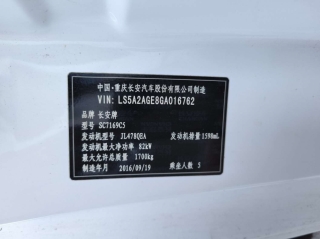 中国·重庆长安汽车股份有限公司制造
VIN: LS5A2AGE8GA016762
品牌 长安牌
型号 SC7169C5
发动机型号 JL478QEA 发动机排量 1598mL
发动机最大净功率 82kW
最大允许总质量 1700kg
制造年月 2016/09/19 乘坐人数 5